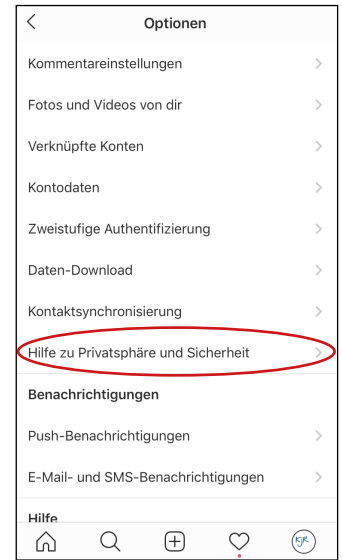 Optionen
Kommentareinstellungen
Fotos und Videos von dir
Verknüpfte Konten
Kontodaten
Zweistufige Authentifizierung
Daten-Download
Kontaktsynchronisierung
Hilfe zu Privatsphäre und Sicherheit
Benachrichtigungen
Push-Benachrichtigungen
E-Mail- und SMS-Benachrichtigungen
Hilfe
KJR